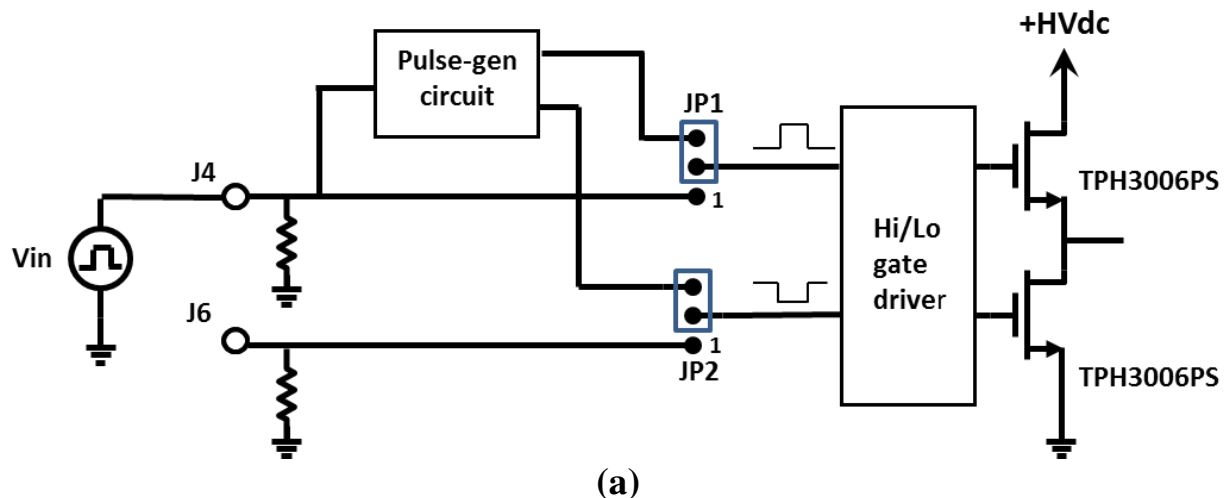 +HVdc
Pulse-gen
circuit
JP1
J4
1
TPH3006PS
Vin
Hi/Lo
gate
driver
J6
1
JP2
TPH3006PS
(a)